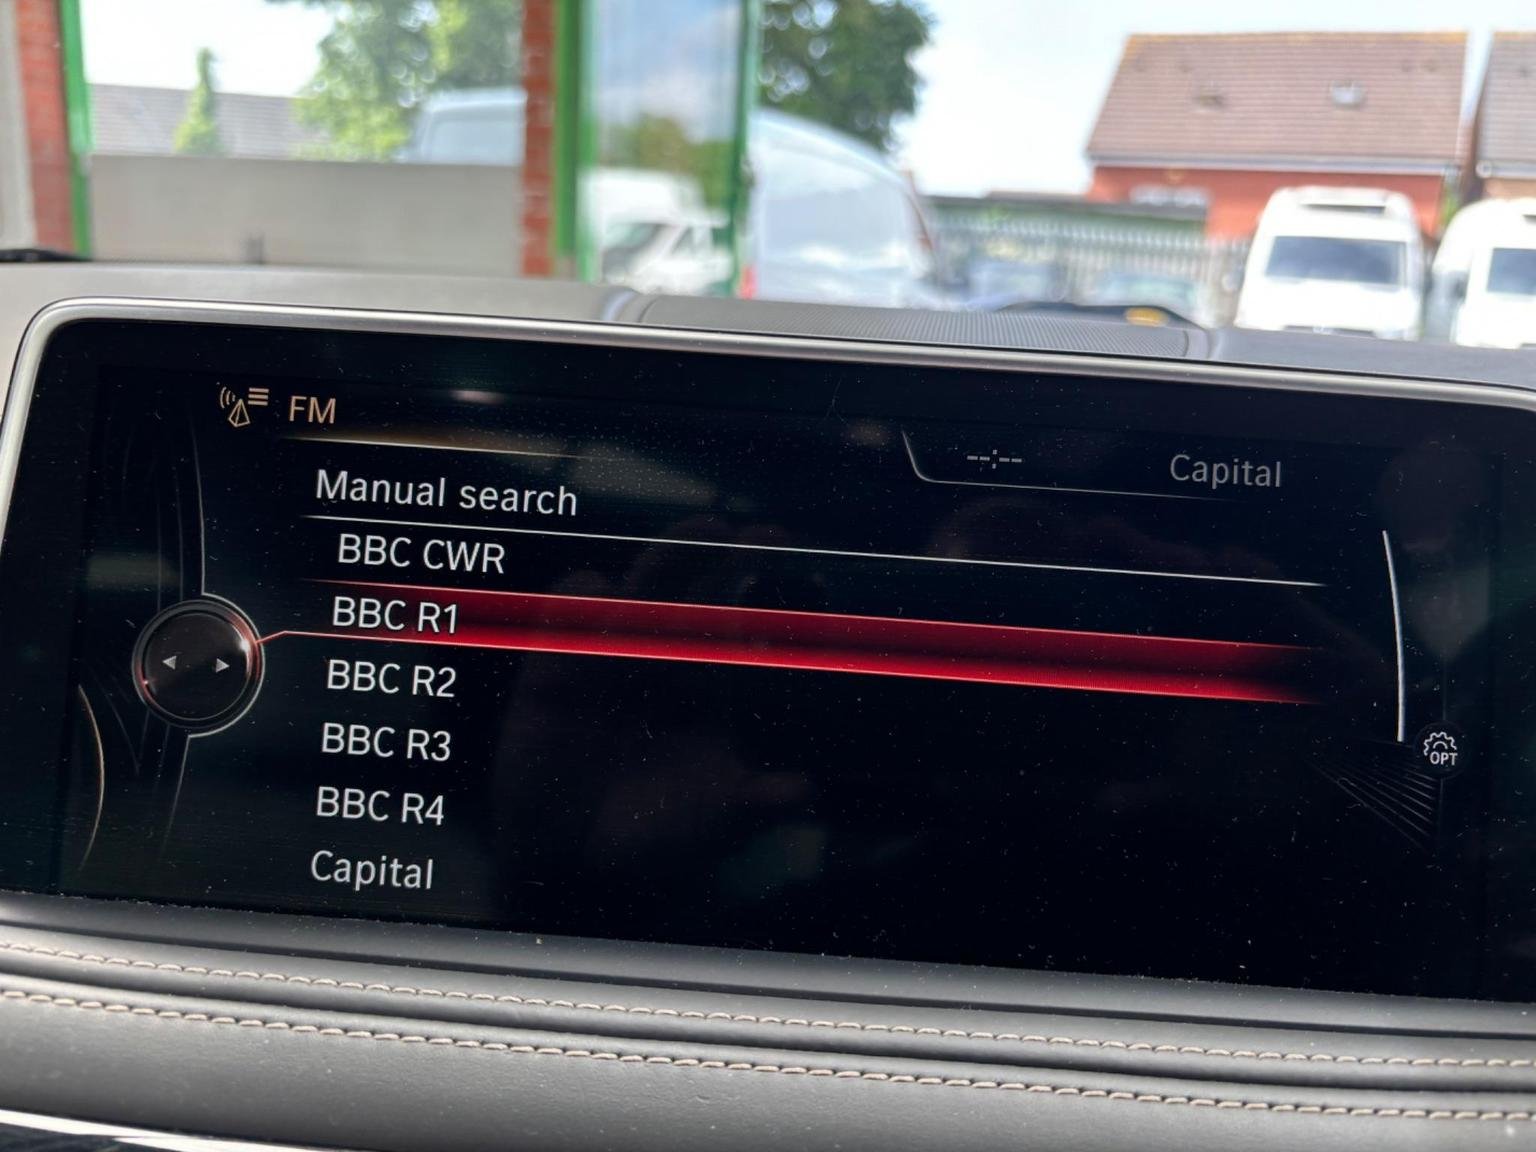 FM
--:-- Capital
Manual search
BBC CWR
BBC R1
BBC R2
BBC R3
BBC R4
Capital
OPT